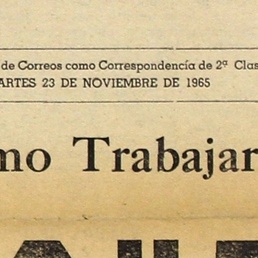 de Correos como Correspondencia de 2ª Clas
ARTES 23 DE NOVIEMBRE DE 1965
mo Trabajar